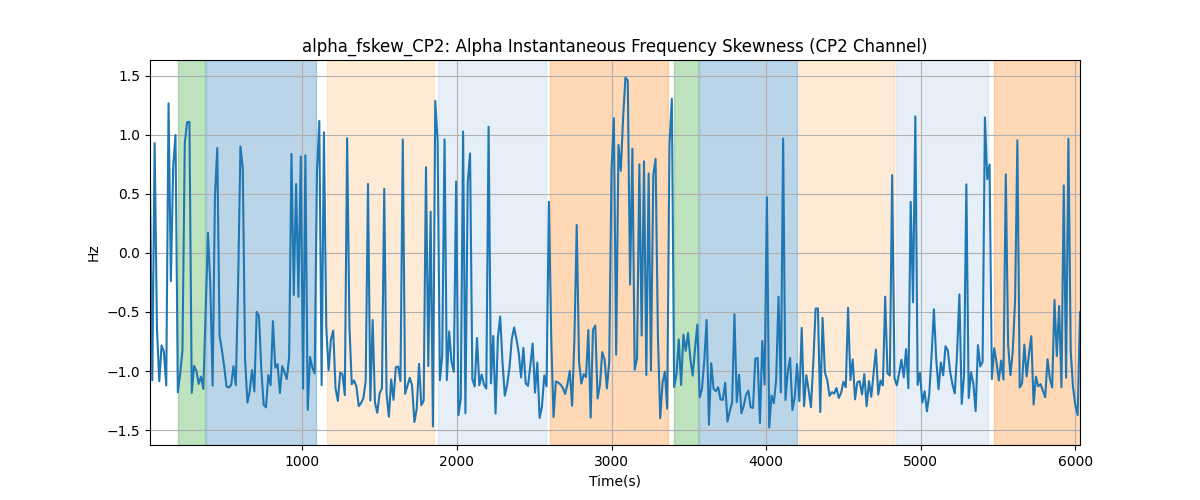 alpha_fskew_CP2: Alpha Instantaneous Frequency Skewness (CP2 Channel)
1.5
1.0
0.5
0.0
−0.5
−1.0
−1.5
Hz
1000 2000 3000 4000 5000 6000
Time(s)